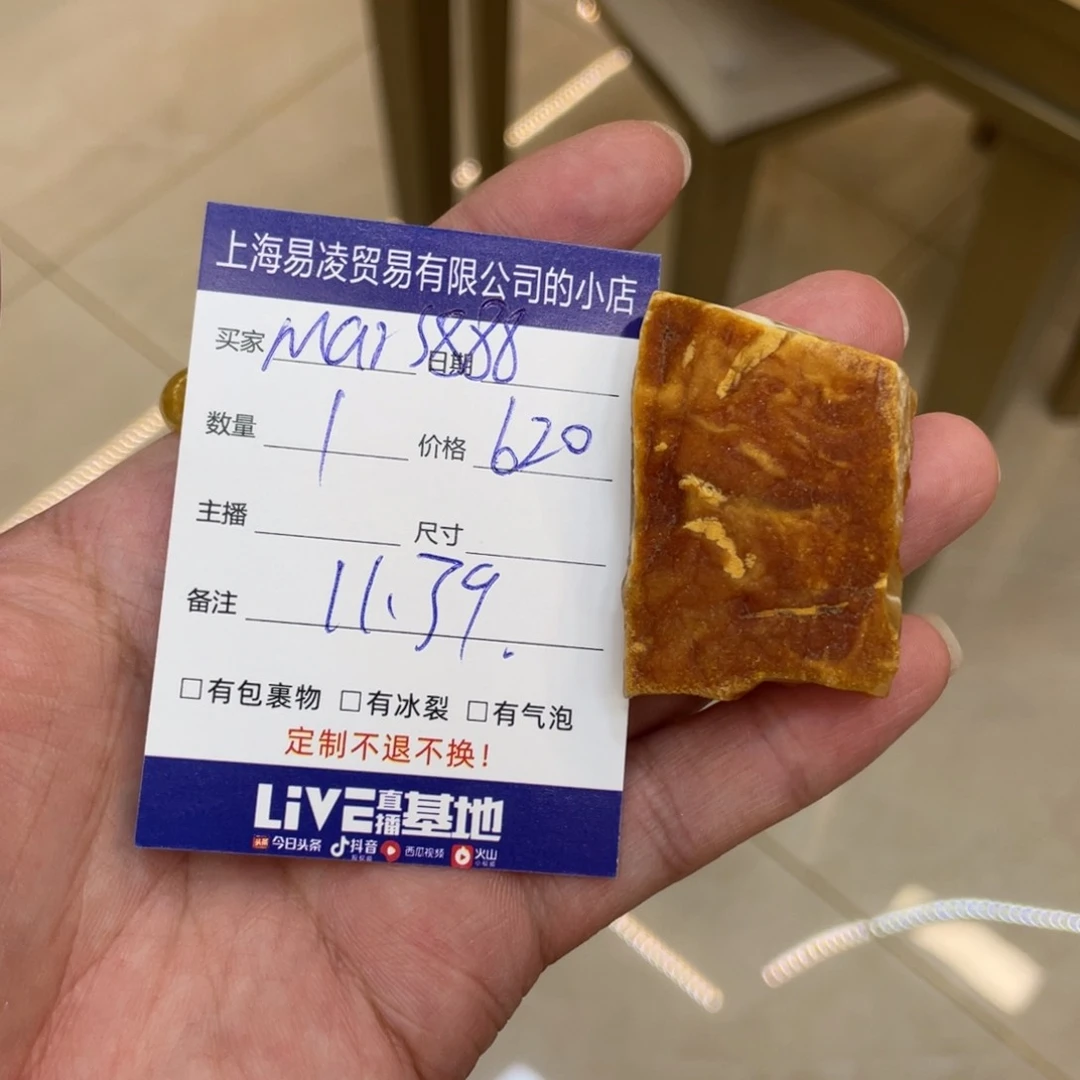 上海易凌贸易有限公司的小店
买家 Mar 5888 日期
数量 1 价格 620
主播 尺寸
备注 11.39.
□有包裹物 □有冰裂 □有气泡
定制不退不换!
LiVE直播基地
头条 今日头条 抖音 西瓜视频 火山